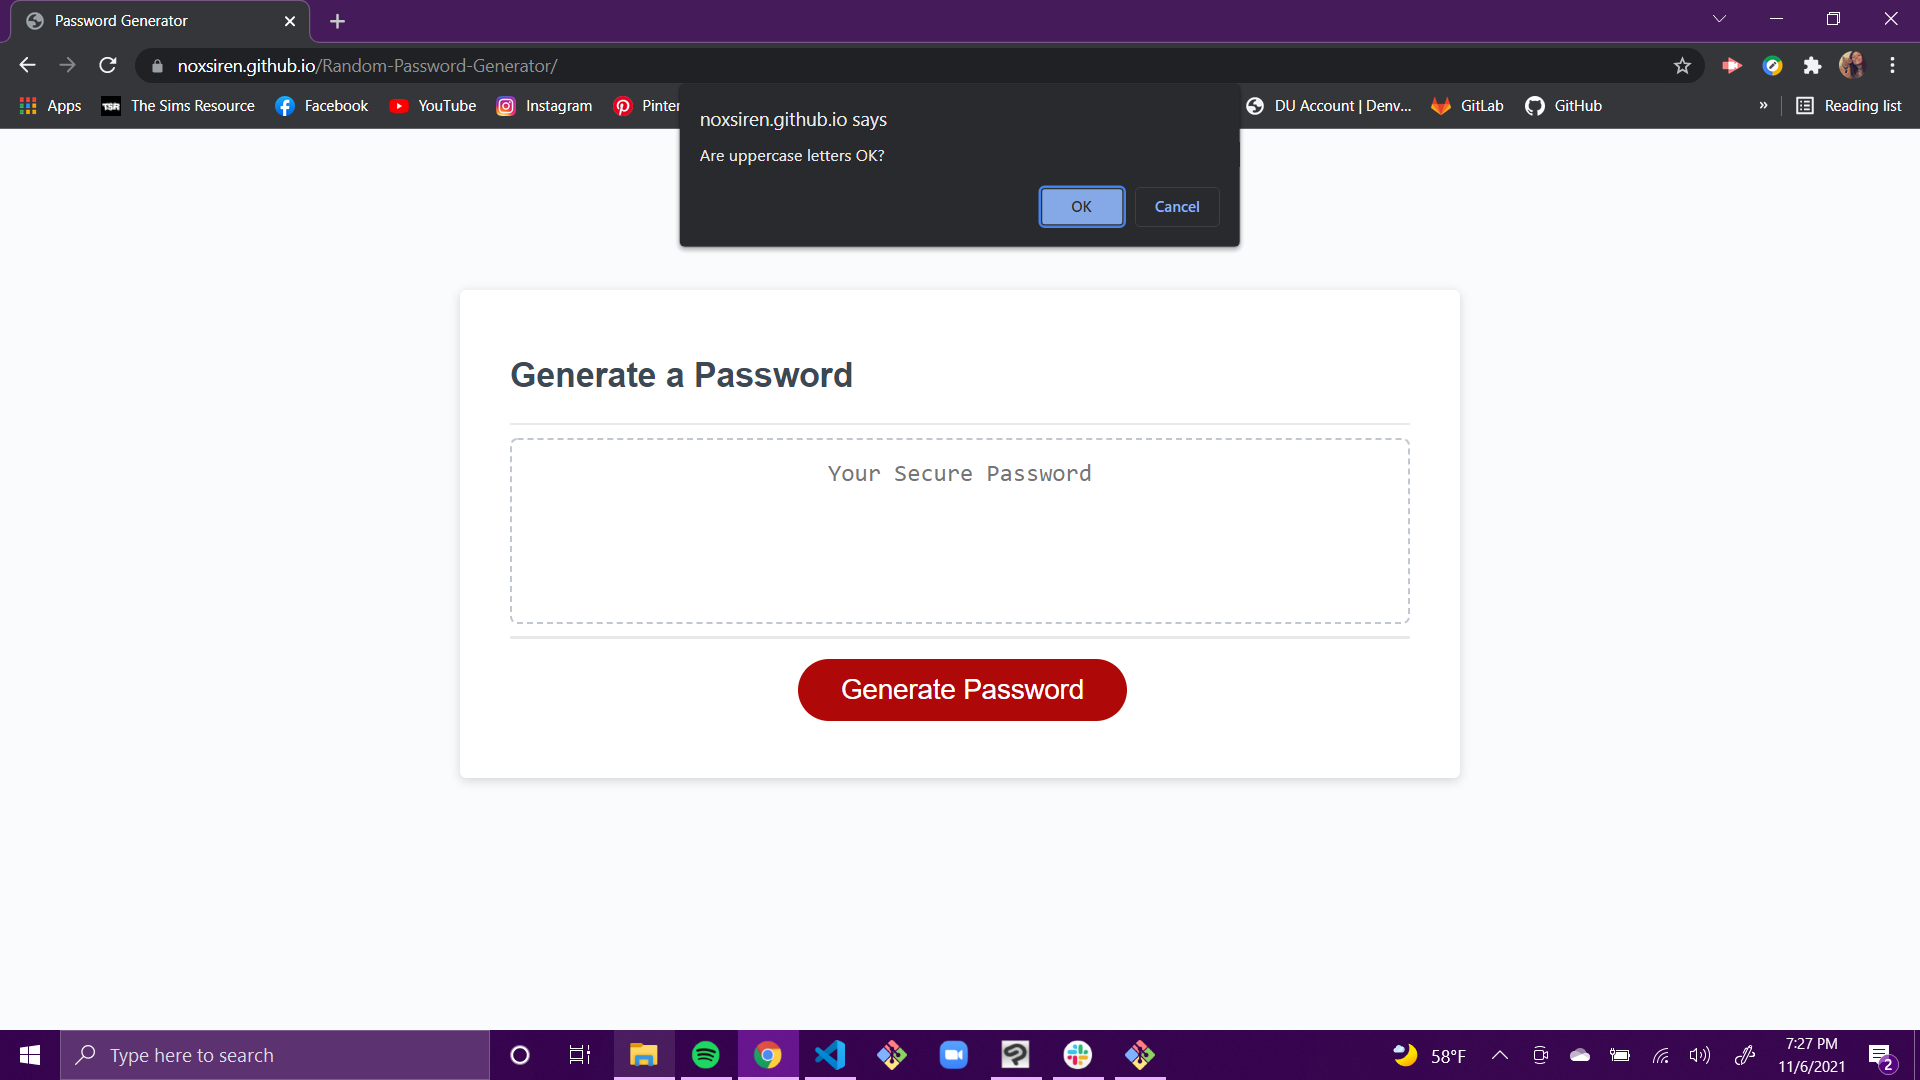 Password Generator
noxsiren.github.io/Random-Password-Generator/
Apps
TSR
The Sims Resource
Facebook
YouTube
Instagram
Pinter
DU Account | Denv...
GitLab
GitHub
»
Reading list
noxsiren.github.io says
Are uppercase letters OK?
OK
Cancel
Generate a Password
Your Secure Password
Generate Password
Type here to search
58°F
7:27 PM
11/6/2021
2